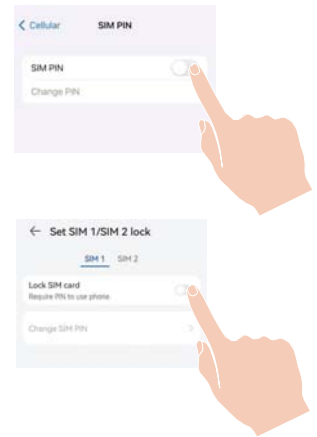 Cellular SIM PIN
SIM PIN
Change PIN
Set SIM 1/SIM 2 lock
SIM 1 SIM 2
Lock SIM card
Require PIN to use phone
Change SIM PIN